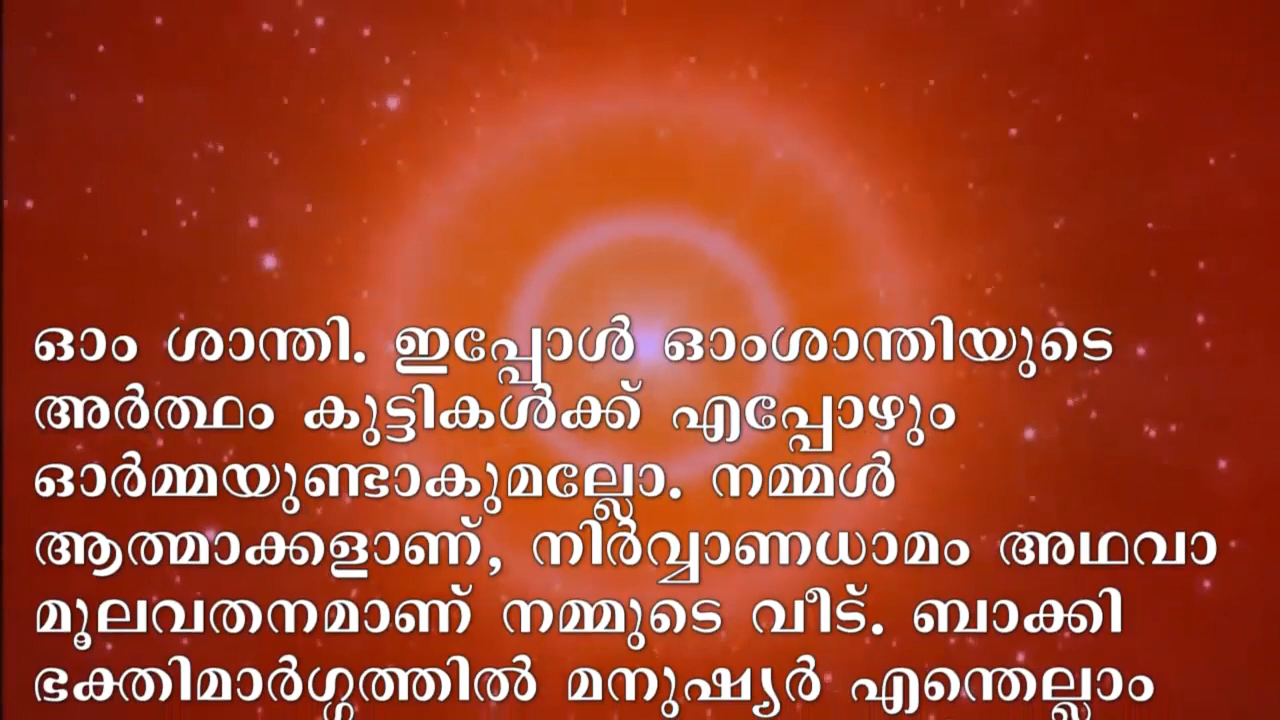 ഓം ശാന്തി. ഇപ്പോൾ ഓംശാന്തിയുടെ
അർത്ഥം കുട്ടികൾക്ക് എപ്പോഴും
ഓർമ്മയുണ്ടാകുമല്ലോ. നമ്മൾ
ആത്മാക്കളാണ്, നിർവ്വാണധാമം അഥവാ
മൂലവതനമാണ് നമ്മുടെ വീട്. ബാക്കി
ഭക്തിമാർഗ്ഗത്തിൽ മനുഷ്യർ എന്തെല്ലാം